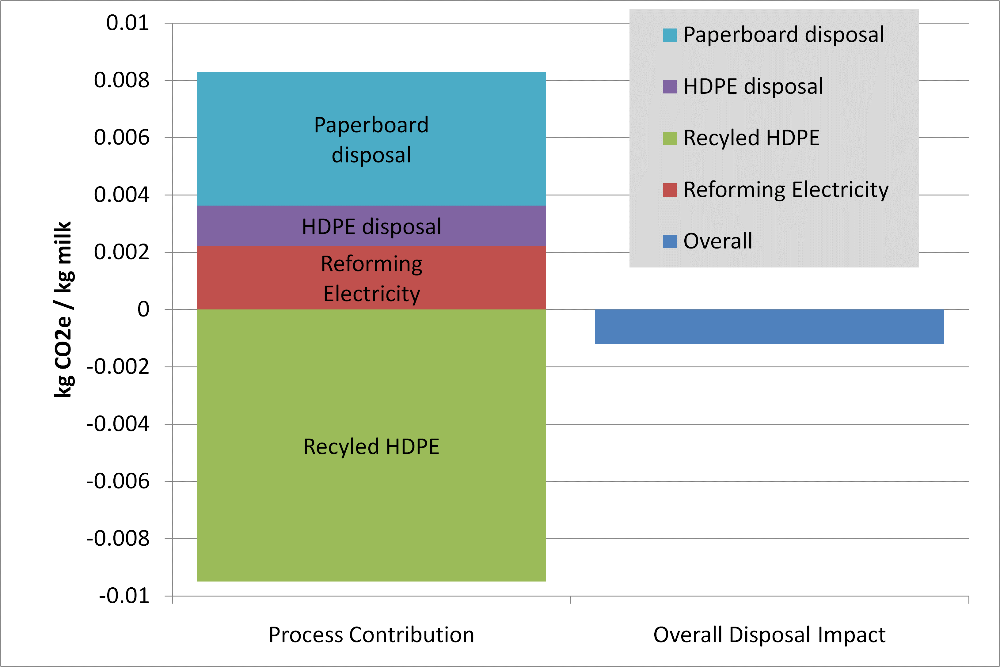 0.01
0.008
0.006
0.004
0.002
0
-0.002
-0.004
-0.006
-0.008
-0.01
kg CO2e / kg milk
Paperboard
disposal
HDPE disposal
Reforming
Electricity
Recyled HDPE
Paperboard disposal
HDPE disposal
Recyled HDPE
Reforming Electricity
Overall
Process Contribution
Overall Disposal Impact